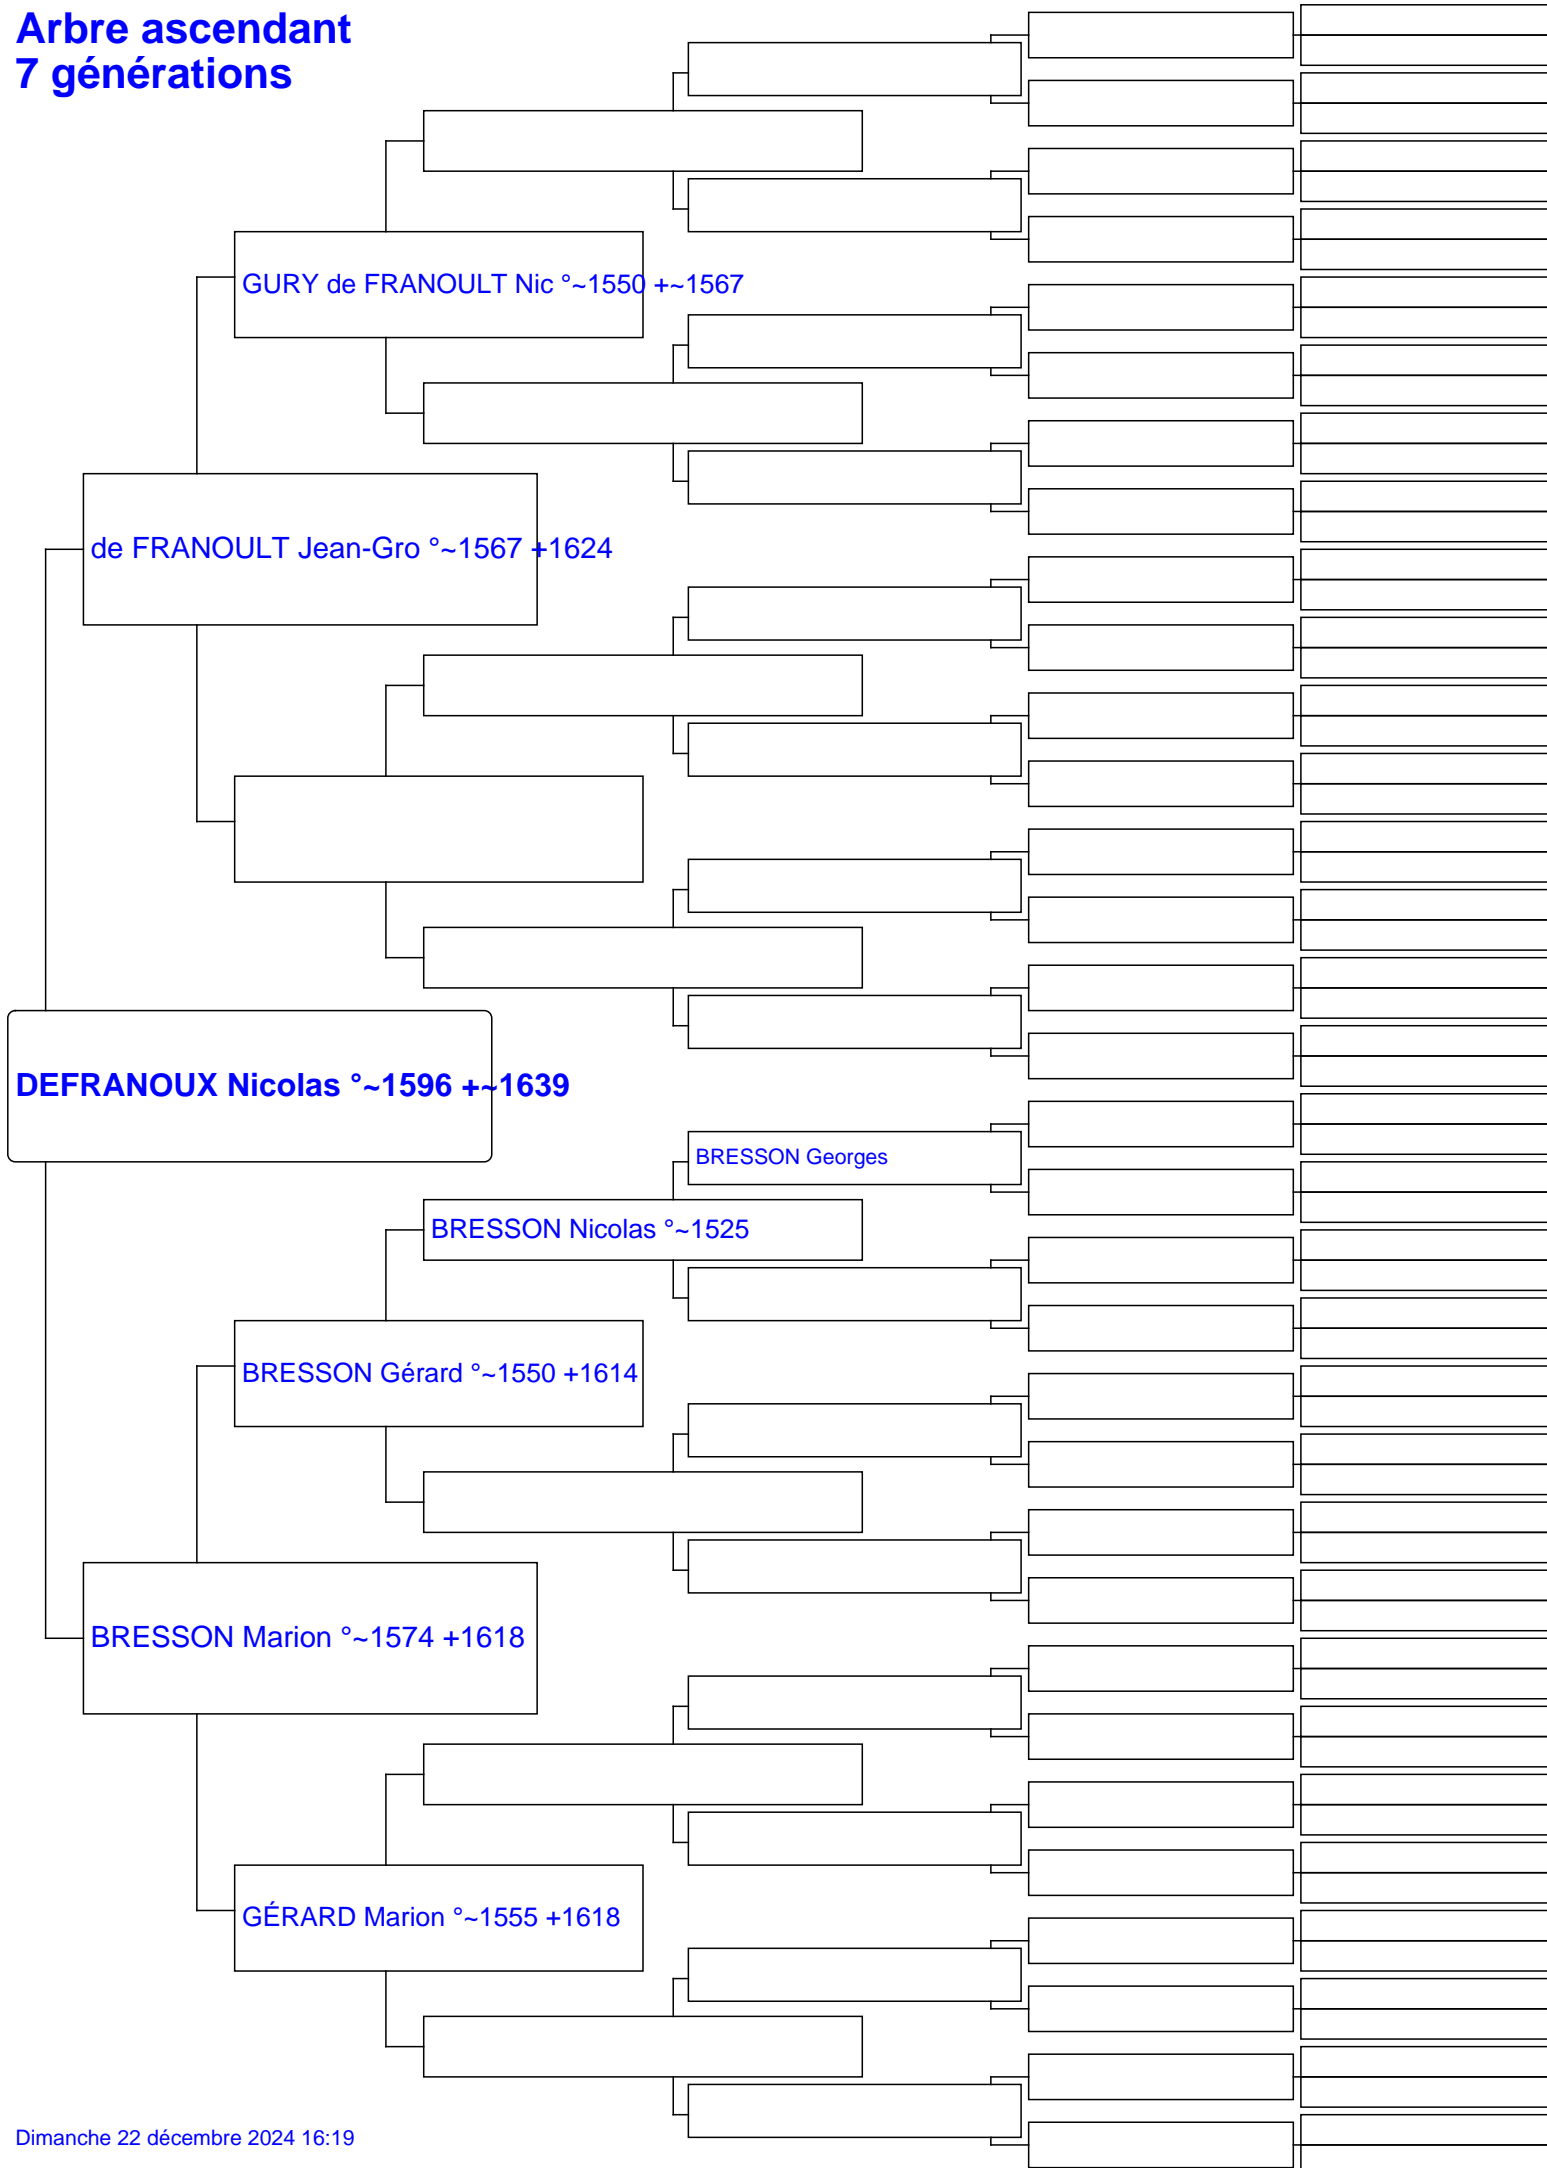 Arbre ascendant
7 générations
GURY de FRANOULT Nic °~1550 +~1567
de FRANOULT Jean-Gro °~1567 +1624
DEFRANOUX Nicolas °~1596 +~1639
BRESSON Georges
BRESSON Nicolas °~1525
BRESSON Gérard °~1550 +1614
BRESSON Marion °~1574 +1618
GÉRARD Marion °~1555 +1618
Dimanche 22 décembre 2024 16:19